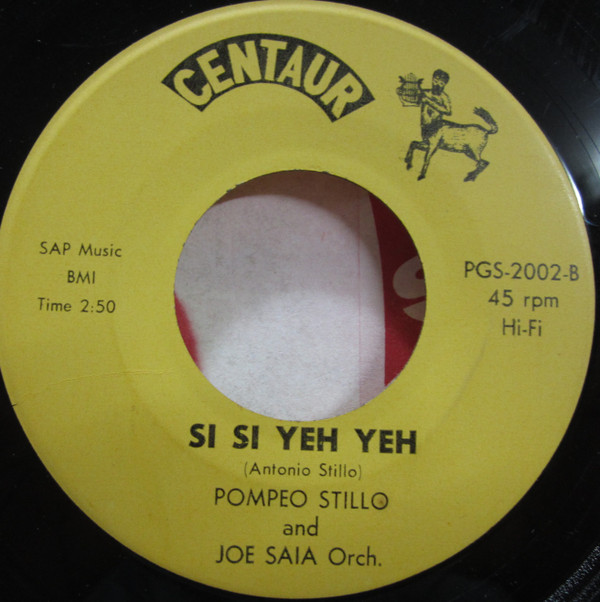 CENTAUR
SAP Music
BMI
Time 2:50
PGS-2002-B
45 rpm
Hi-Fi
SI SI YEH YEH
(Antonio Stillo)
POMPEO STILLO
and
JOE SAIA Orch.